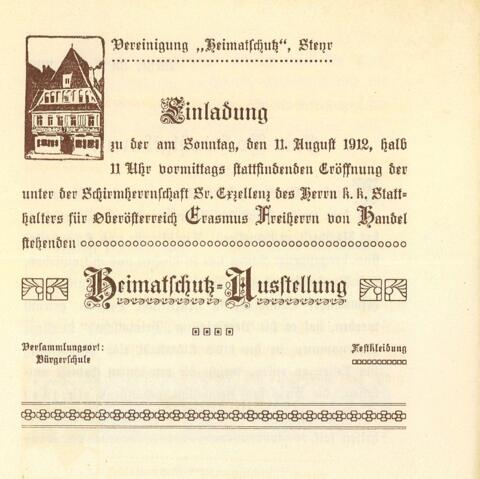 Vereinigung „Heimatschutz“, Steyr
Einladung
zu der am Sonntag, den 11. August 1912, halb
11 Uhr vormittags stattfindenden Eröffnung der
unter der Schirmherrnschaft Sr. Exzellenz des Herrn k. k. Statt-
halters für Oberösterreich Erasmus Freiherrn von Handel
stehenden
Heimatschutz-Ausstellung
Versammlungsort:
Bürgerschule
Festkleidung